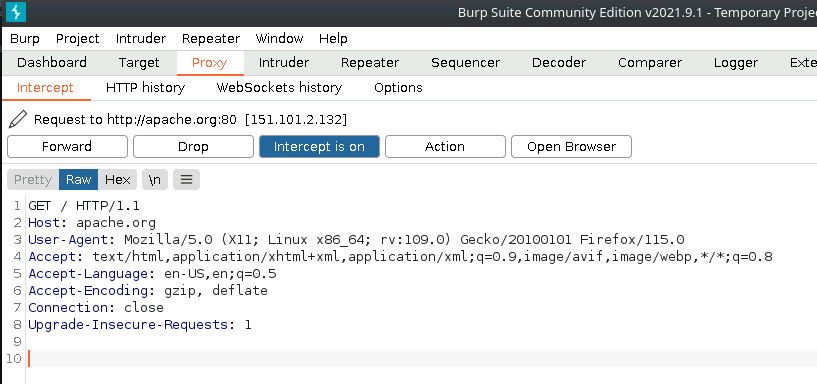 Burp Suite Community Edition v2021.9.1 - Temporary Proje
Burp Project Intruder Repeater Window Help
Dashboard Target Proxy Intruder Repeater Sequencer Decoder Comparer Logger Exte
Intercept HTTP history WebSockets history Options
Request to http://apache.org:80 [151.101.2.132]
Forward Drop Intercept is on Action Open Browser
Pretty Raw Hex \n
1 GET / HTTP/1.1
2 Host: apache.org
3 User-Agent: Mozilla/5.0 (X11; Linux x86_64; rv:109.0) Gecko/20100101 Firefox/115.0
4 Accept: text/html,application/xhtml+xml,application/xml;q=0.9,image/avif,image/webp,*/*;q=0.8
5 Accept-Language: en-US,en;q=0.5
6 Accept-Encoding: gzip, deflate
7 Connection: close
8 Upgrade-Insecure-Requests: 1
9
10